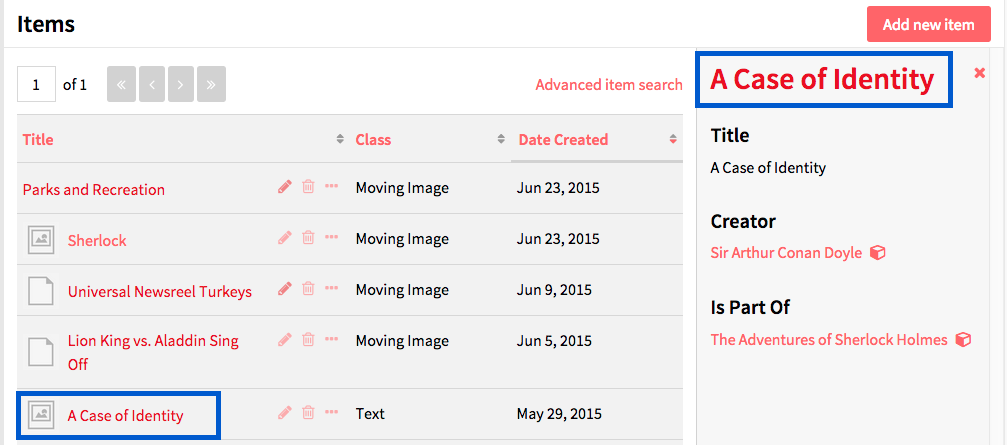 Items
Add new item
1 of 1 « ‹ › »
Advanced item search
Title Class Date Created
Parks and Recreation Moving Image Jun 23, 2015
Sherlock Moving Image Jun 23, 2015
Universal Newsreel Turkeys Moving Image Jun 9, 2015
Lion King vs. Aladdin Sing Moving Image Jun 5, 2015
Off
A Case of Identity Text May 29, 2015
A Case of Identity
Title
A Case of Identity
Creator
Sir Arthur Conan Doyle
Is Part Of
The Adventures of Sherlock Holmes